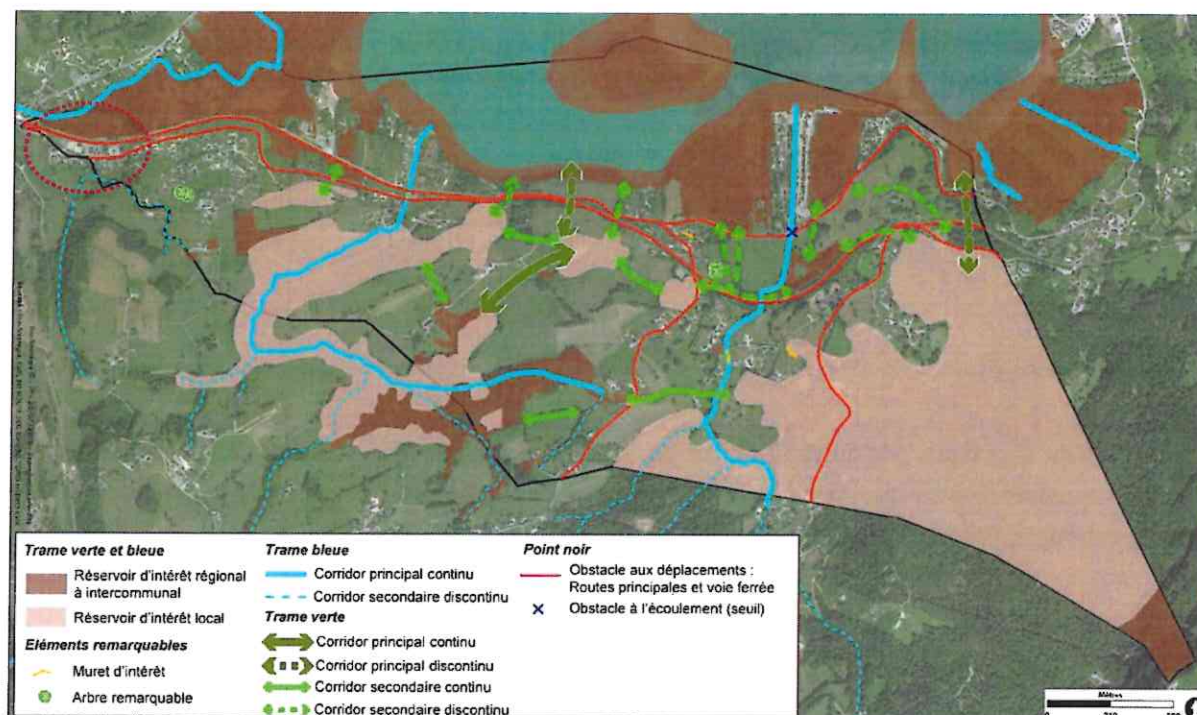 Trame verte et bleue
Réservoir d'intérêt régional
à intercommunal
Réservoir d'intérêt local
Eléments remarquables
Muret d'intérêt
Arbre remarquable
Trame bleue
Corridor principal continu
Corridor secondaire discontinu
Trame verte
Corridor principal continu
Corridor principal discontinu
Corridor secondaire continu
Corridor secondaire discontinu
Point noir
Obstacle aux déplacements :
Routes principales et voie ferrée
Obstacle à l'écoulement (seuil)
Mètres